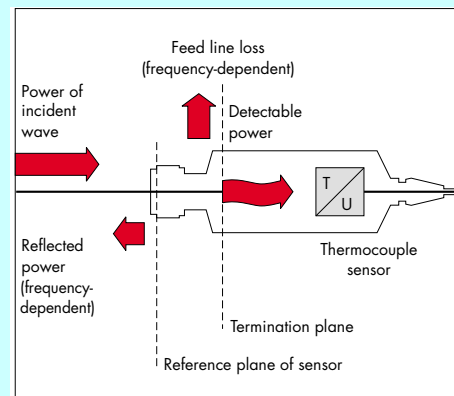 Feed line loss
(frequency-dependent)
Power of
incident
wave
Detectable
power
T
U
Reflected
power
(frequency-
dependent)
Thermocouple
sensor
Termination plane
Reference plane of sensor